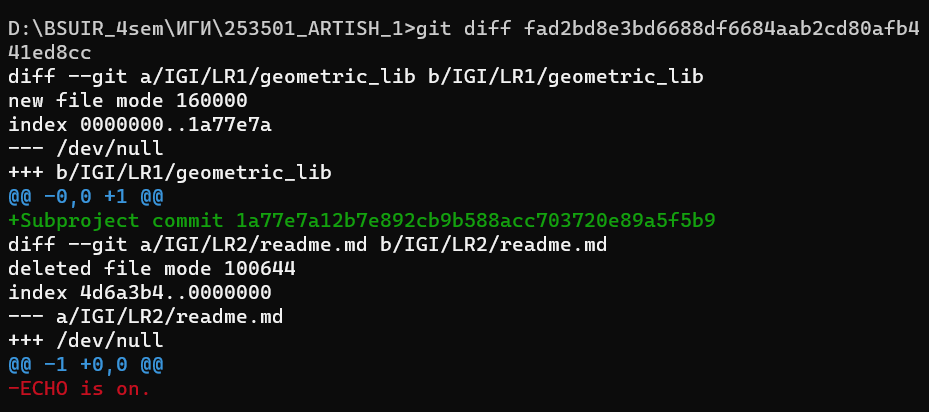 D:\BSUIR_4sem\ИГИ\253501_ARTISH_1>git diff fad2bd8e3bd6688df6684aab2cd80afb4
41ed8cc
diff --git a/IGI/LR1/geometric_lib b/IGI/LR1/geometric_lib
new file mode 160000
index 0000000..1a77e7a
--- /dev/null
+++ b/IGI/LR1/geometric_lib
@@ -0,0 +1 @@
+Subproject commit 1a77e7a12b7e892cb9b588acc703720e89a5f5b9
diff --git a/IGI/LR2/readme.md b/IGI/LR2/readme.md
deleted file mode 100644
index 4d6a3b4..0000000
--- a/IGI/LR2/readme.md
+++ /dev/null
@@ -1 +0,0 @@
-ECHO is on.